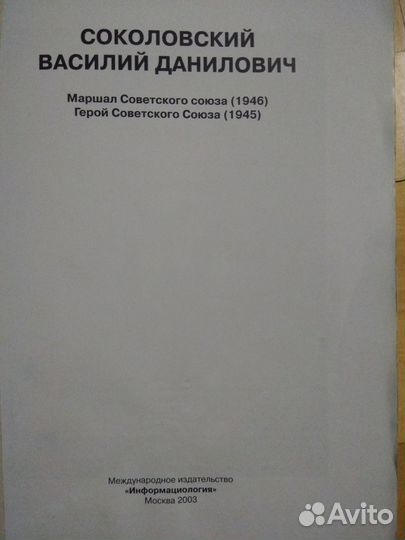 СОКОЛОВСКИЙ
ВАСИЛИЙ ДАНИЛОВИЧ
Маршал Советского союза (1946)
Герой Советского Союза (1945)
Международное издательство
«Информациология»
Москва 2003
Avito